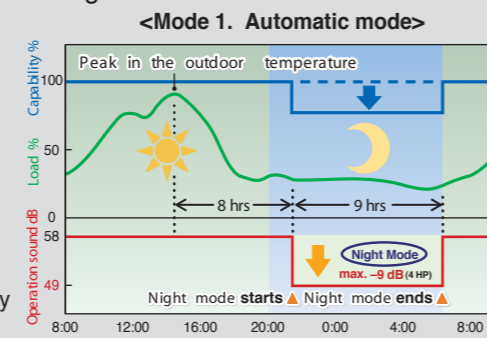 <Mode 1. Automatic mode>
Peak in the outdoor temperature
Capability %
100
Load %
50
0
8 hrs
9 hrs
Operation sound dB
58
49
Night Mode
max. –9 dB (4 HP)
Night mode starts
Night mode ends
y
8:00
12:00
16:00
20:00
0:00
4:00
8:00